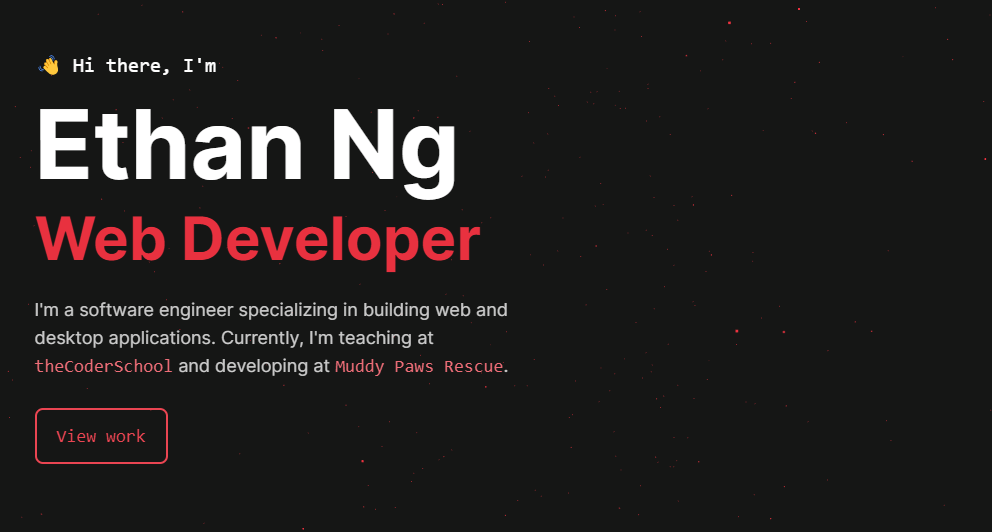 👋 Hi there, I'm
Ethan Ng
Web Developer
I'm a software engineer specializing in building web and
desktop applications. Currently, I'm teaching at
theCoderSchool and developing at Muddy Paws Rescue.
View work